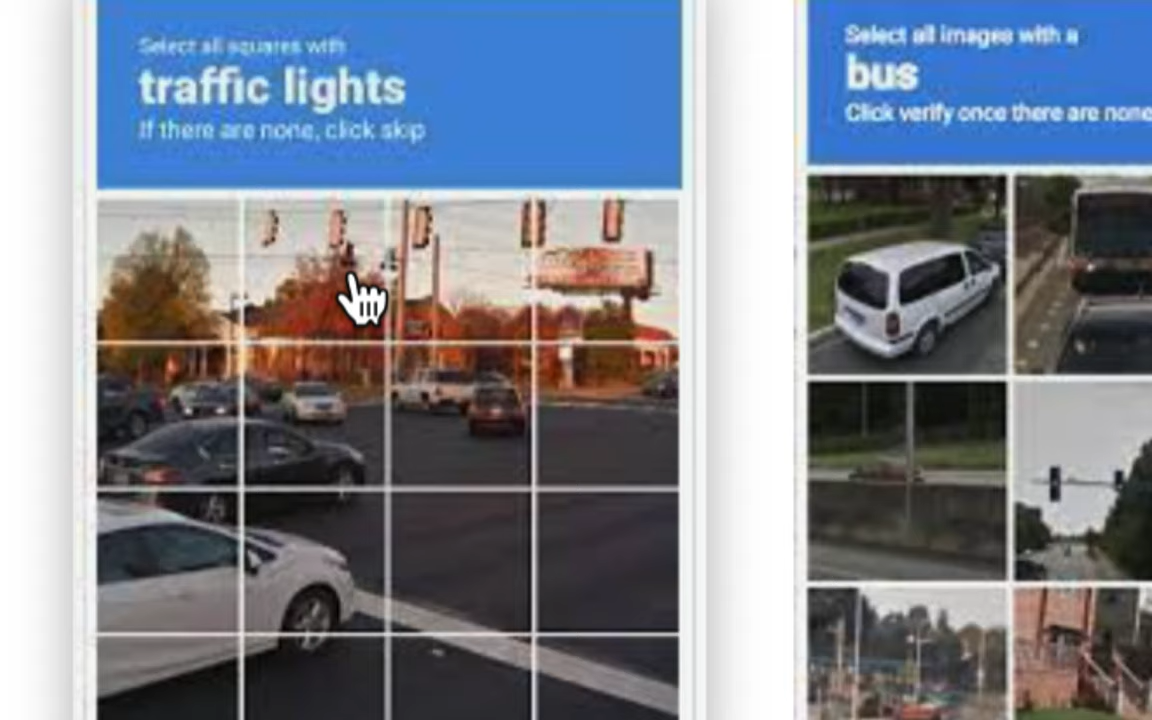 Select all squares with
traffic lights
If there are none, click skip
Select all images with a
bus
Click verify once there are none